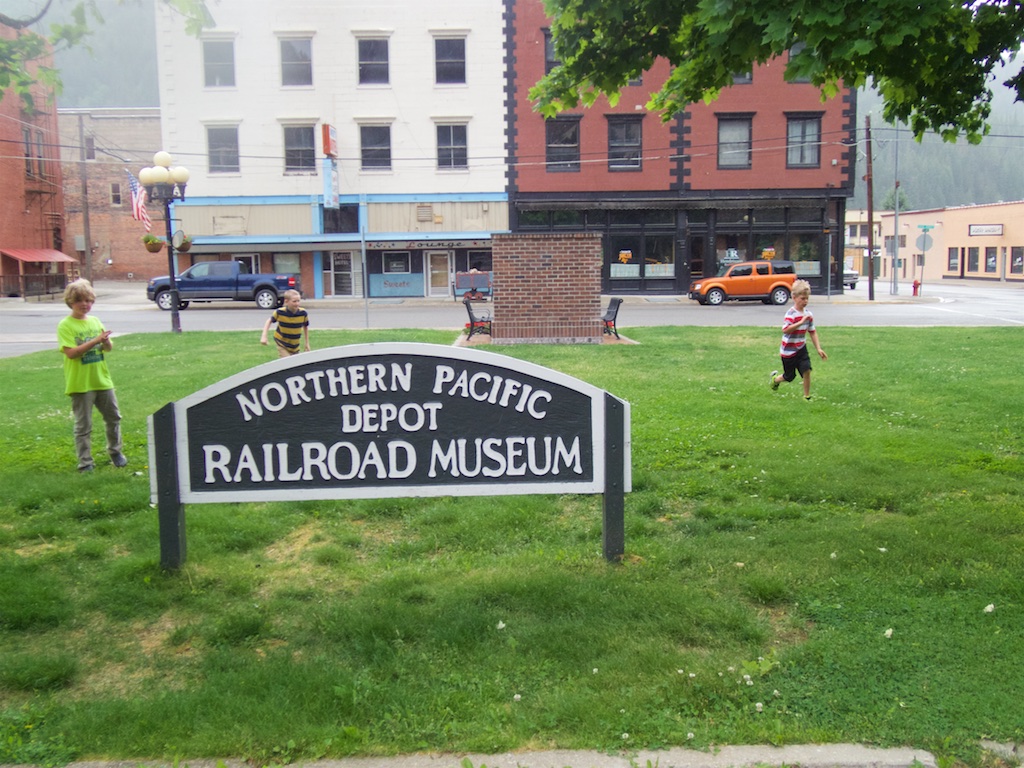 Lounge
NORTHERN PACIFIC
DEPOT
RAILROAD MUSEUM